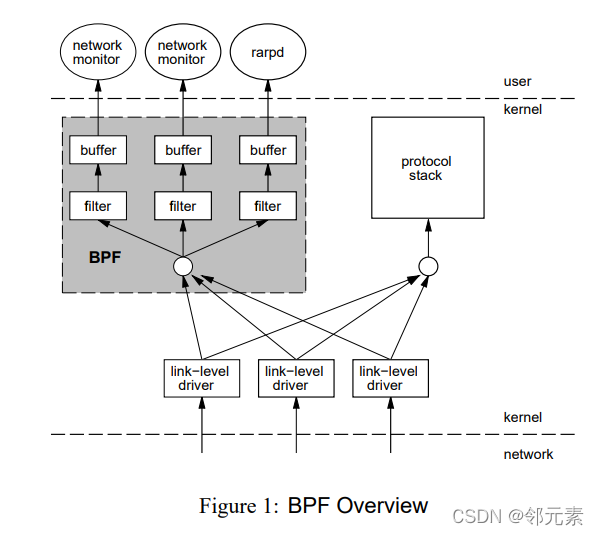 network
monitor
network
monitor
rarpd
user
kernel
buffer
buffer
buffer
protocol
stack
filter
filter
filter
BPF
link−level
driver
link−level
driver
link−level
driver
kernel
network
Figure 1: BPF Overview
CSDN @邻元素